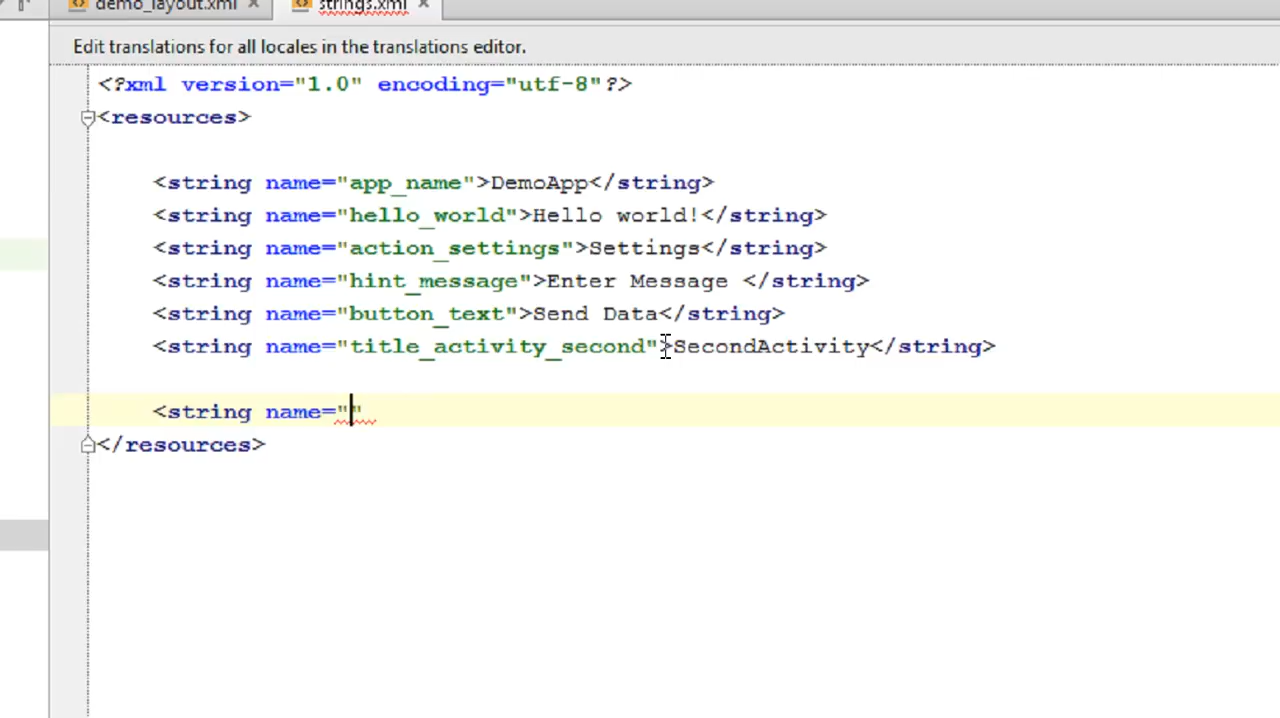 demo_layout.xml
strings.xml
Edit translations for all locales in the translations editor.
<?xml version="1.0" encoding="utf-8"?>
<resources>
<string name="app_name">DemoApp</string>
<string name="hello_world">Hello world!</string>
<string name="action_settings">Settings</string>
<string name="hint_message">Enter Message </string>
<string name="button_text">Send Data</string>
<string name="title_activity_second">SecondActivity</string>
<string name=""
</resources>